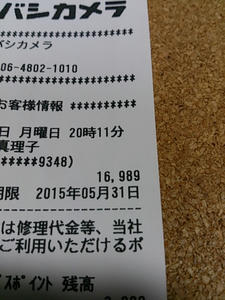 バシカメラ
バシカメラ
06-4802-1010
********************
お客様情報 ********
日 月曜日 20時11分
真理子
*****9348)
16,989
期限 2015年05月31日
は修理代金等、当社
ご利用いただけるポ
ポイント 残高